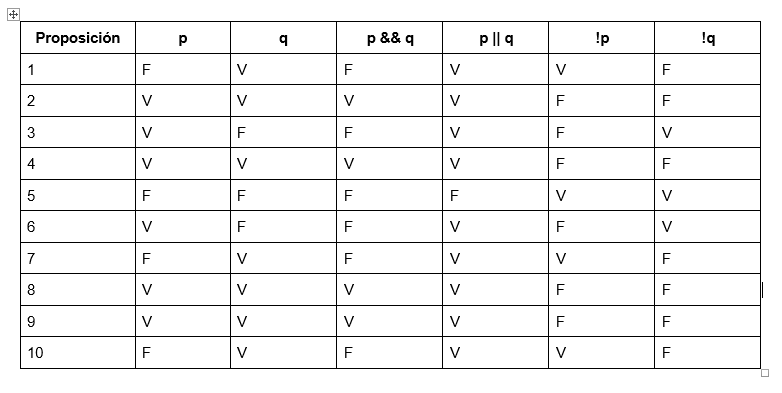 Proposición p q p && q p || q !p !q
1 F V F V V F
2 V V V V F F
3 V F F V F V
4 V V V V F F
5 F F F F V V
6 V F F V F V
7 F V F V V F
8 V V V V F F
9 V V V V F F
10 F V F V V F